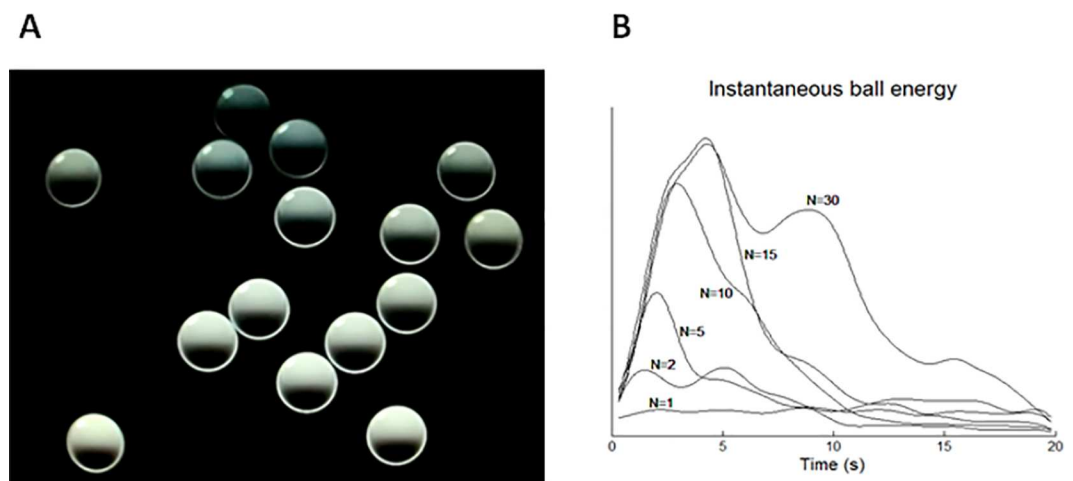 A
B
Instantaneous ball energy
N=30
N=15
N=10
N=5
N=2
N=1
0
5
10
15
20
Time (s)